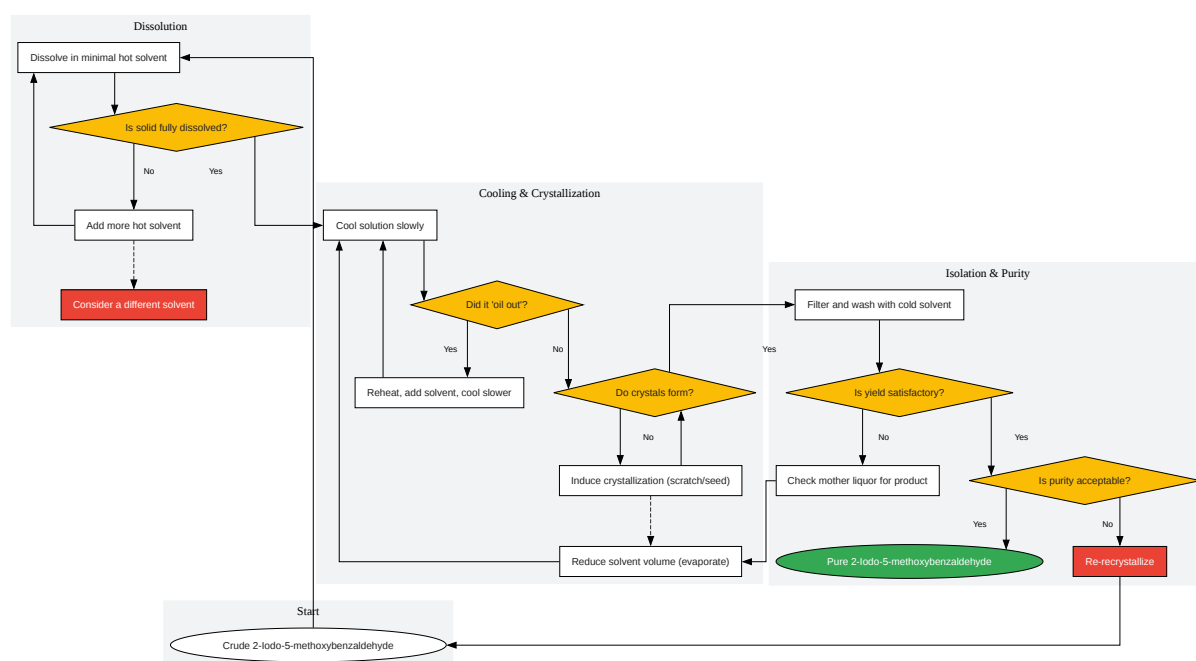 Dissolution
Dissolve in minimal hot solvent
Is solid fully dissolved?
No
Yes
Add more hot solvent
Consider a different solvent
Cooling & Crystallization
Cool solution slowly
Did it 'oil out'?
Yes
No
Reheat, add solvent, cool slower
Do crystals form?
Yes
No
Induce crystallization (scratch/seed)
Reduce solvent volume (evaporate)
Isolation & Purity
Filter and wash with cold solvent
Is yield satisfactory?
No
Yes
Check mother liquor for product
Is purity acceptable?
Yes
No
Pure 2-Iodo-5-methoxybenzaldehyde
Re-recrystallize
Start
Crude 2-Iodo-5-methoxybenzaldehyde